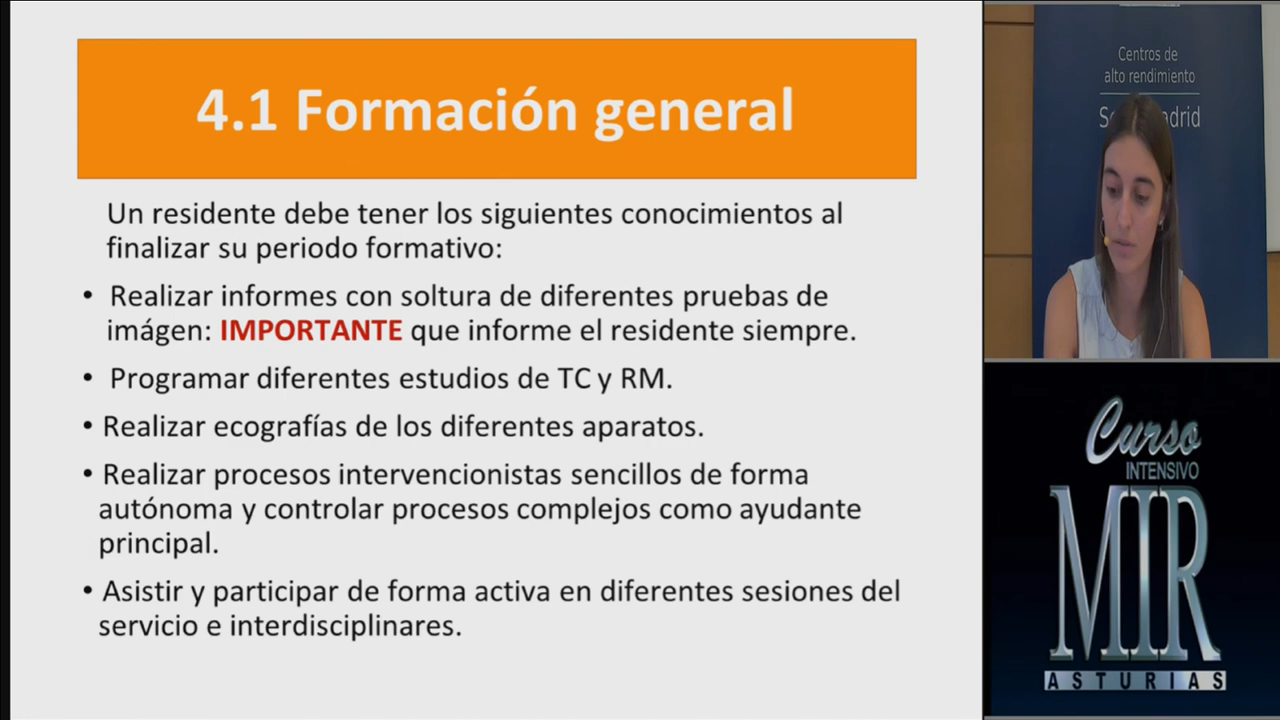 4.1 Formación general
Un residente debe tener los siguientes conocimientos al
finalizar su periodo formativo:
• Realizar informes con soltura de diferentes pruebas de
imágen: IMPORTANTE que informe el residente siempre.
• Programar diferentes estudios de TC y RM.
• Realizar ecografías de los diferentes aparatos.
• Realizar procesos intervencionistas sencillos de forma
autónoma y controlar procesos complejos como ayudante
principal.
• Asistir y participar de forma activa en diferentes sesiones del
servicio e interdisciplinares.
Centros de
alto rendimiento
Curso
INTENSIVO
MIR
ASTURIAS